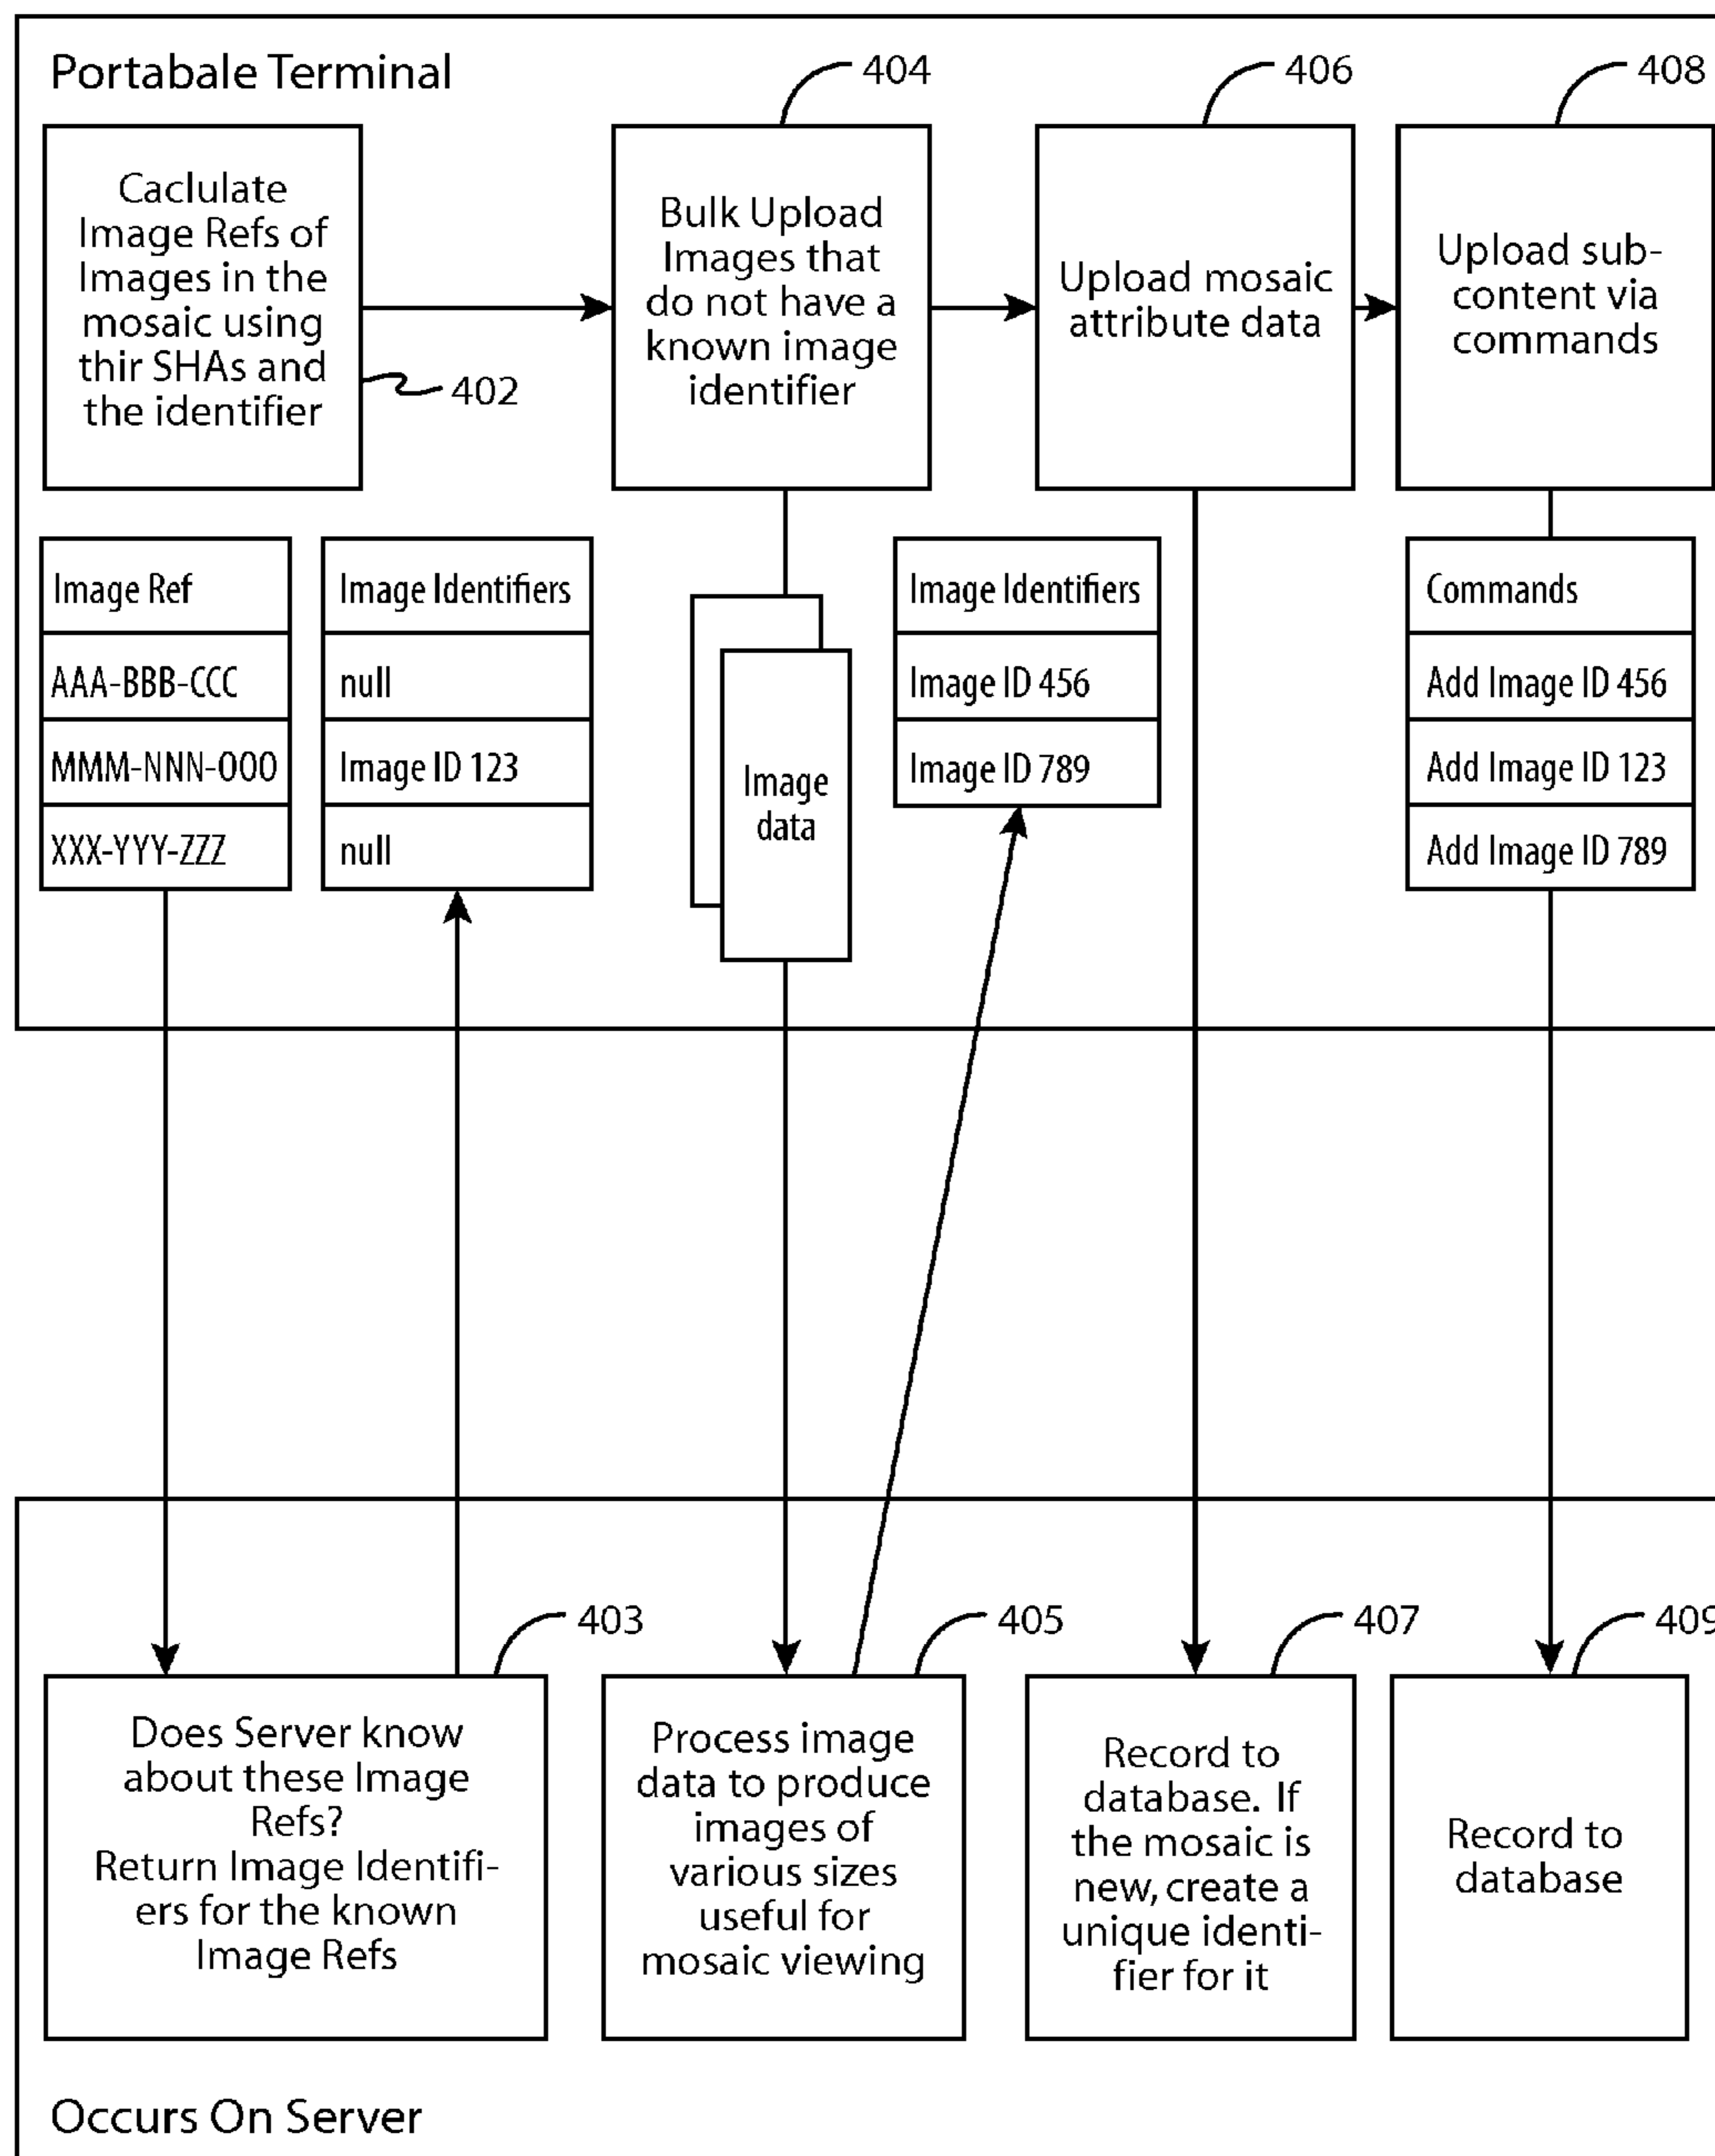 Portabale Terminal
404
406
408
Caclulate
Image Refs of
Images in the
mosaic using
thir SHAs and
the identifier
402
Bulk Upload
Images that
do not have a
known image
identifier
Upload mosaic
attribute data
Upload sub-
content via
commands
Image Ref
AAA-BBB-CCC
MMM-NNN-OOO
XXX-YYY-ZZZ
Image Identifiers
null
Image ID 123
null
Image
data
Image Identifiers
Image ID 456
Image ID 789
Commands
Add Image ID 456
Add Image ID 123
Add Image ID 789
403
405
407
409
Does Server know
about these Image
Refs?
Return Image Identifi-
ers for the known
Image Refs
Process image
data to produce
images of
various sizes
useful for
mosaic viewing
Record to
database. If
the mosaic is
new, create a
unique identi-
fier for it
Record to
database
Occurs On Server